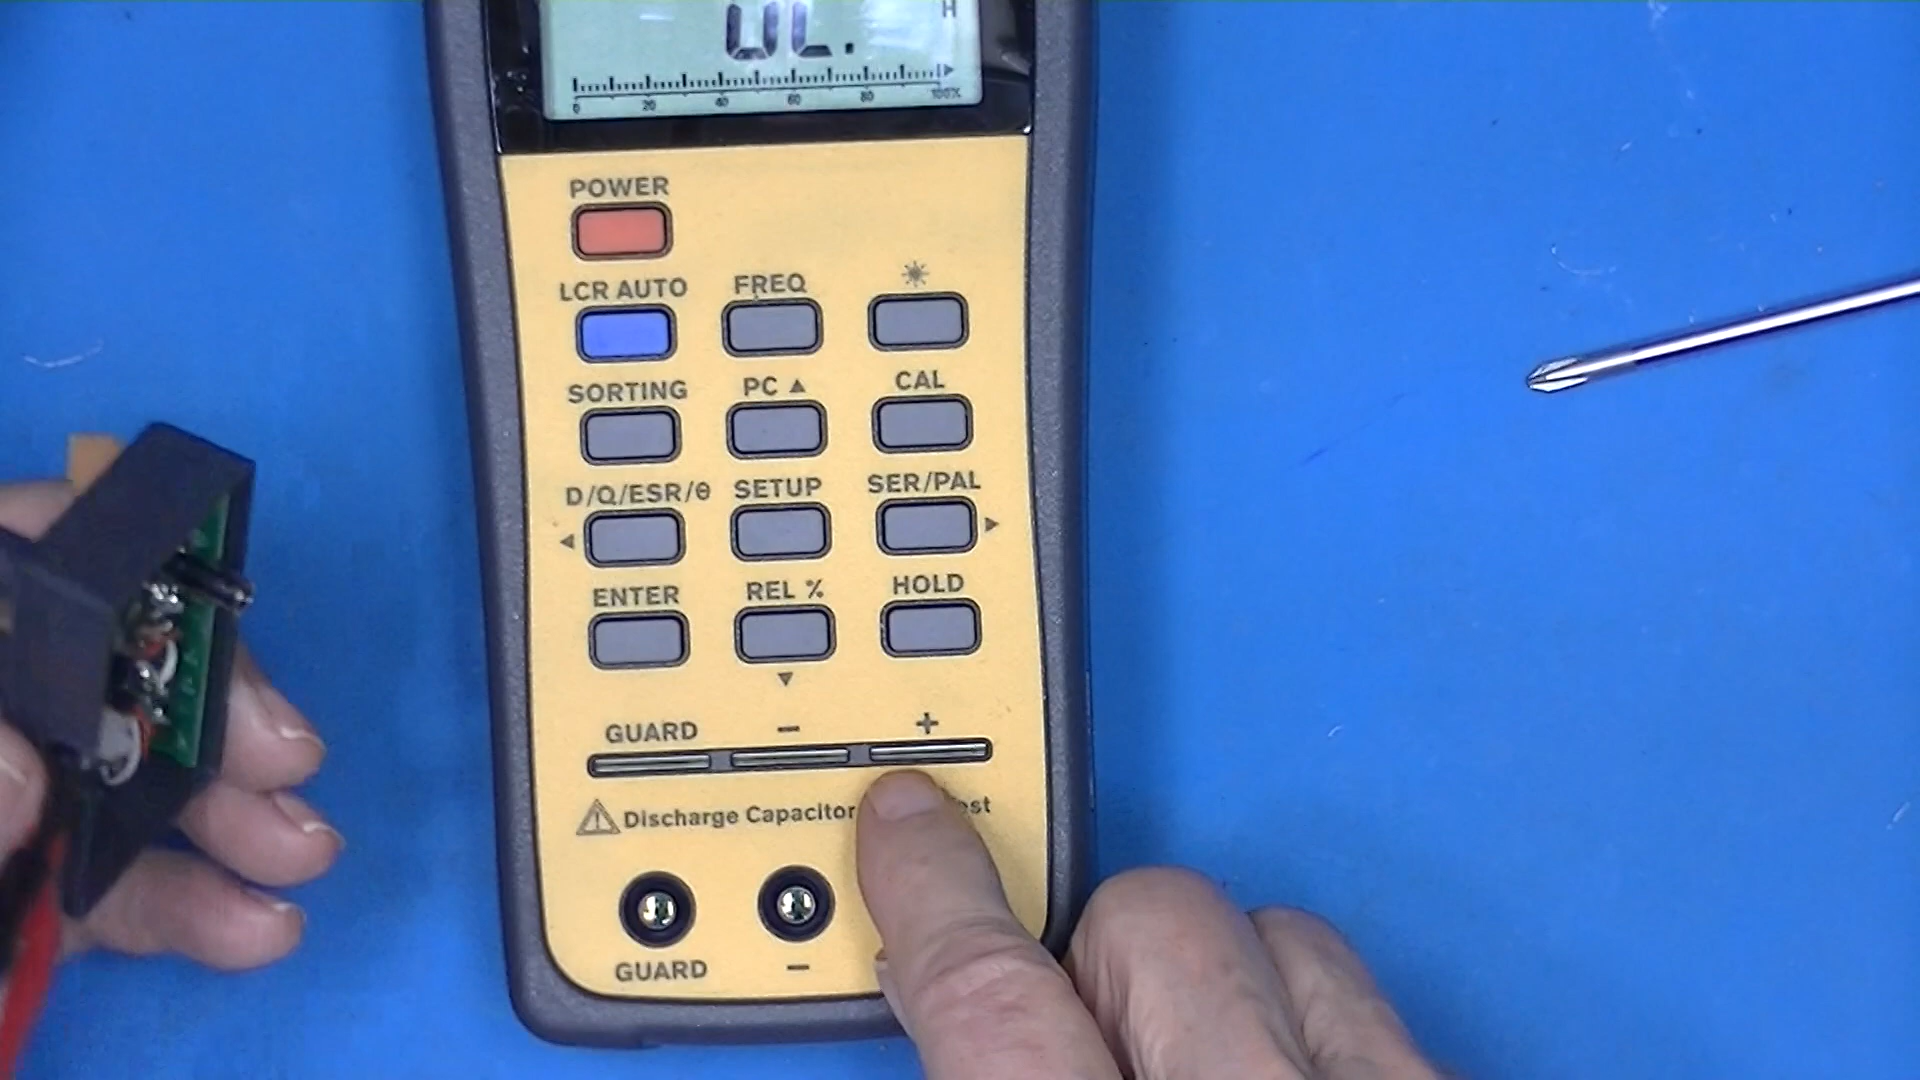 H
UL.
0 20 40 60 80 100%
POWER
LCR AUTO FREQ
SORTING PC ▲ CAL
D/Q/ESR/θ SETUP SER/PAL
ENTER REL % HOLD
GUARD − +
Discharge Capacitor
GUARD −